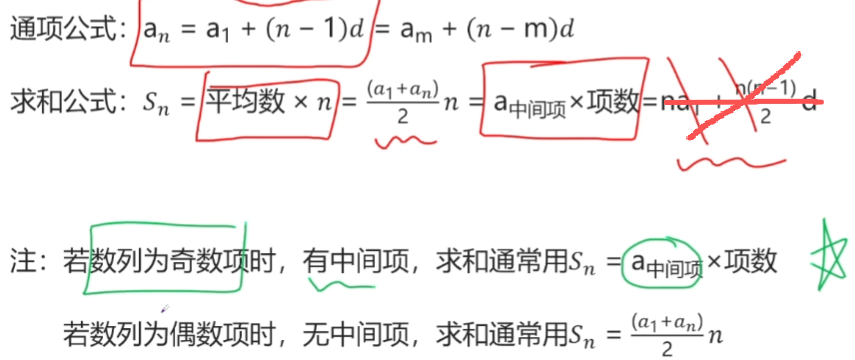 通项公式：aₙ = a₁ + (n − 1)d = aₘ + (n − m)d
求和公式：Sₙ = 平均数 × n = (a₁+aₙ)/2 n = a中间项×项数=na₁ + n(n−1)/2 d
注：若数列为奇数项时，有中间项，求和通常用Sₙ = a中间项×项数
若数列为偶数项时，无中间项，求和通常用Sₙ = (a₁+aₙ)/2 n